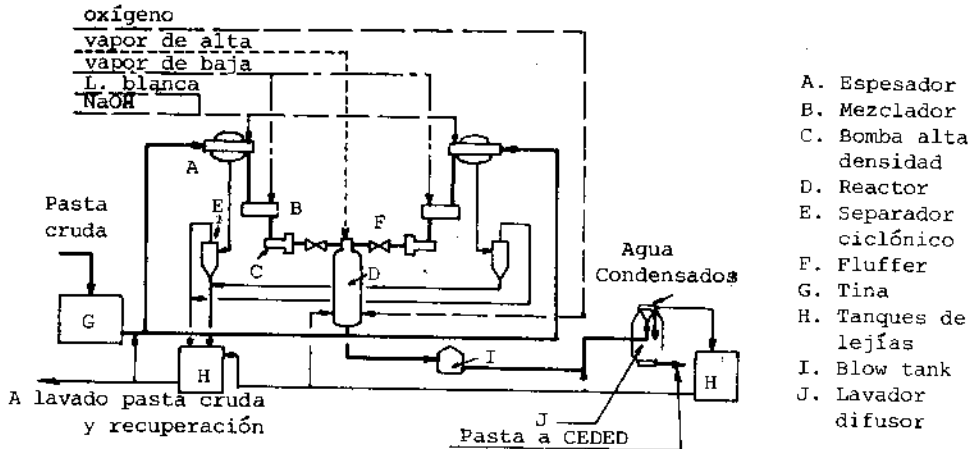 oxígeno
vapor de alta
vapor de baja
L. blanca
NaOH
A
E
B
F
C
D
Pasta
cruda
G
H
I
J
Agua
Condensados
H
A lavado pasta cruda
y recuperación
Pasta a CEDED
A. Espesador
B. Mezclador
C. Bomba alta
densidad
D. Reactor
E. Separador
ciclónico
F. Fluffer
G. Tina
H. Tanques de
lejías
I. Blow tank
J. Lavador
difusor